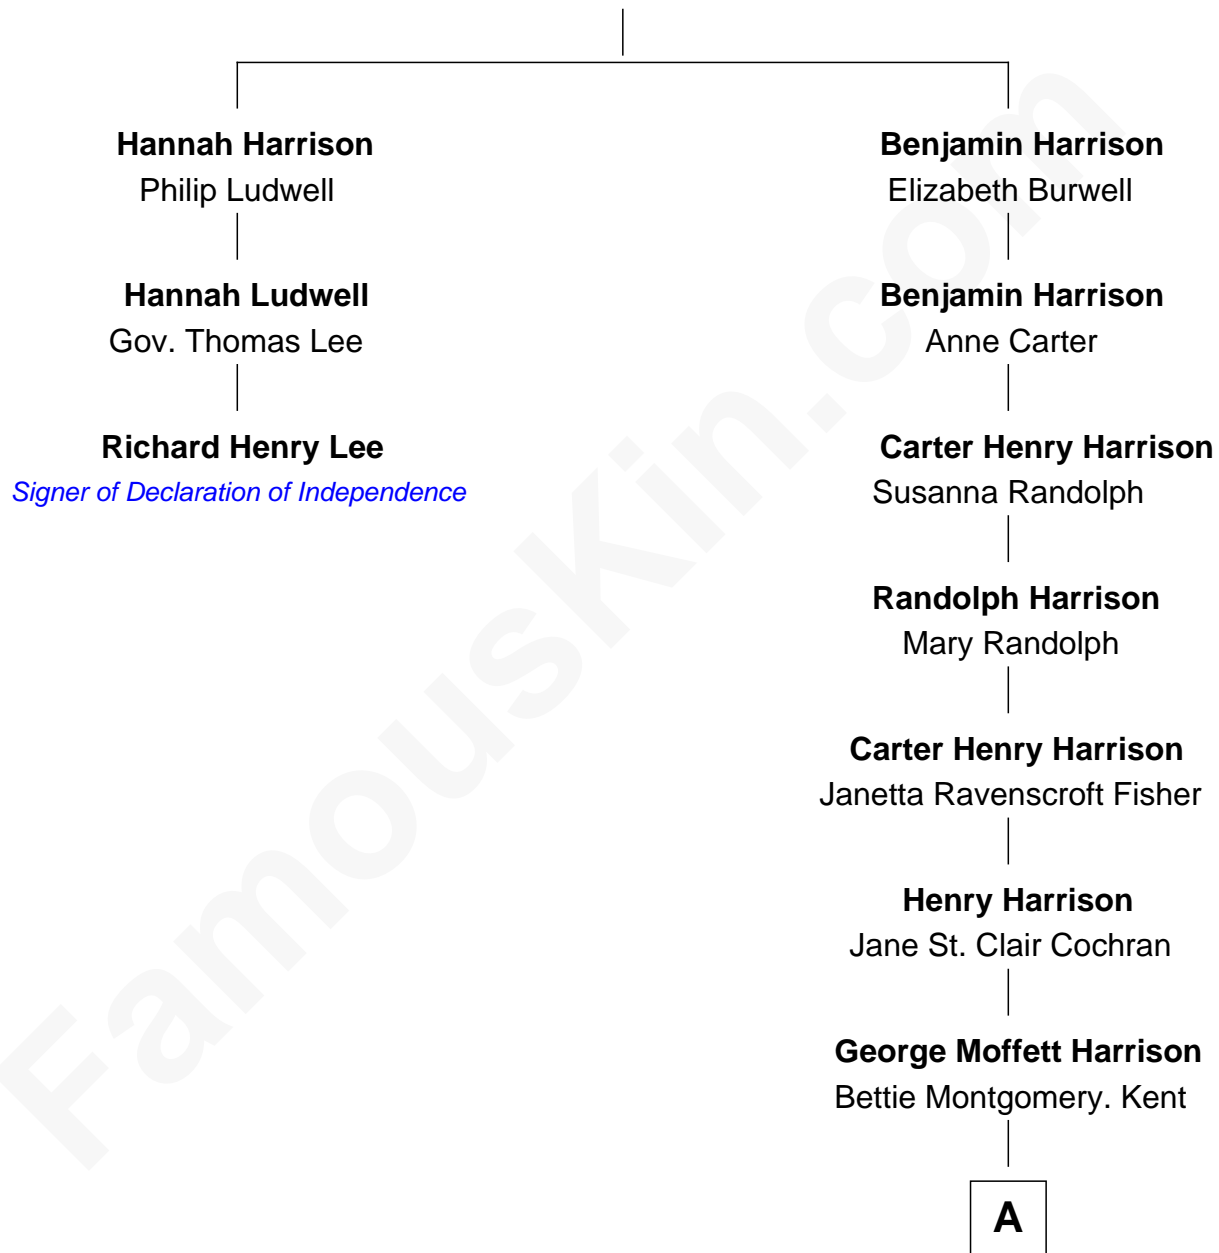 Hannah Harrison
Philip Ludwell
Hannah Ludwell
Gov. Thomas Lee
Richard Henry Lee
Signer of Declaration of Independence
Benjamin Harrison
Elizabeth Burwell
Benjamin Harrison
Anne Carter
Carter Henry Harrison
Susanna Randolph
Randolph Harrison
Mary Randolph
Carter Henry Harrison
Janetta Ravenscroft Fisher
Henry Harrison
Jane St. Clair Cochran
George Moffett Harrison
Bettie Montgomery. Kent
A
FamousKin.com